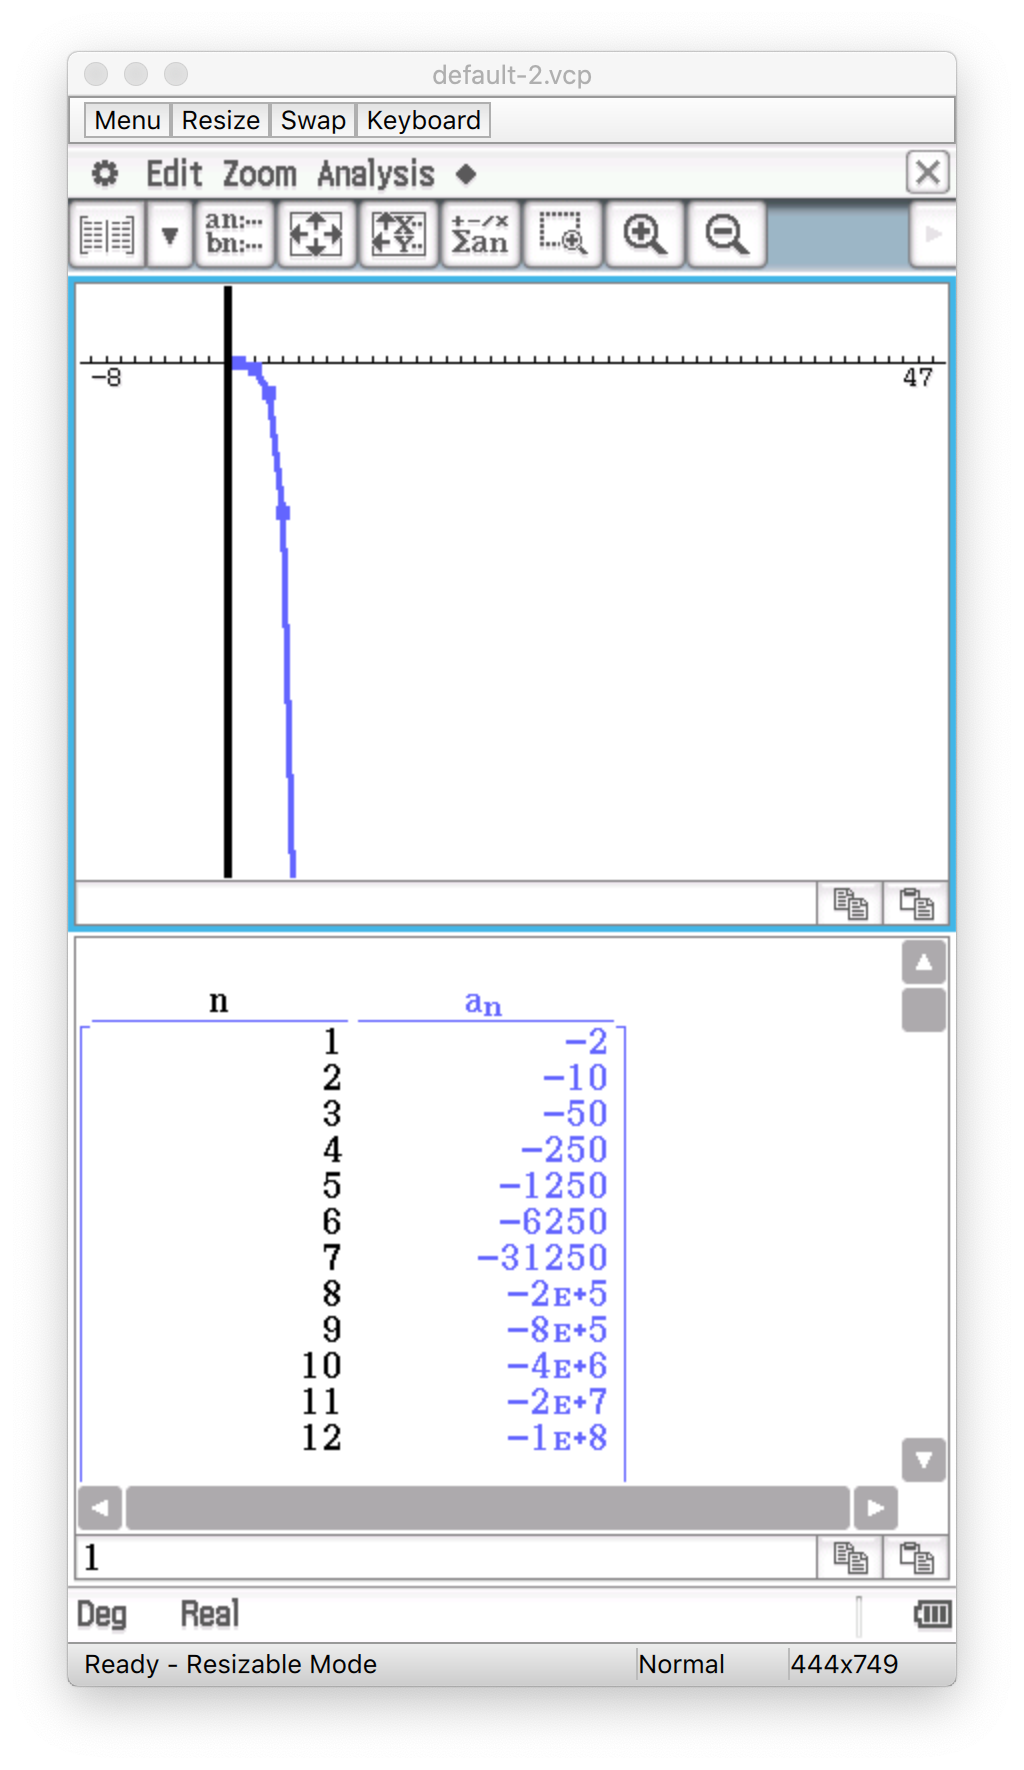 default-2.vcp
Menu Resize Swap Keyboard
Edit Zoom Analysis
an:... +-/×
bn:... X.. Y.. Σan
-8 47
n an
1 -2
2 -10
3 -50
4 -250
5 -1250
6 -6250
7 -31250
8 -2E+5
9 -8E+5
10 -4E+6
11 -2E+7
12 -1E+8
1
Deg Real
Ready - Resizable Mode Normal 444x749